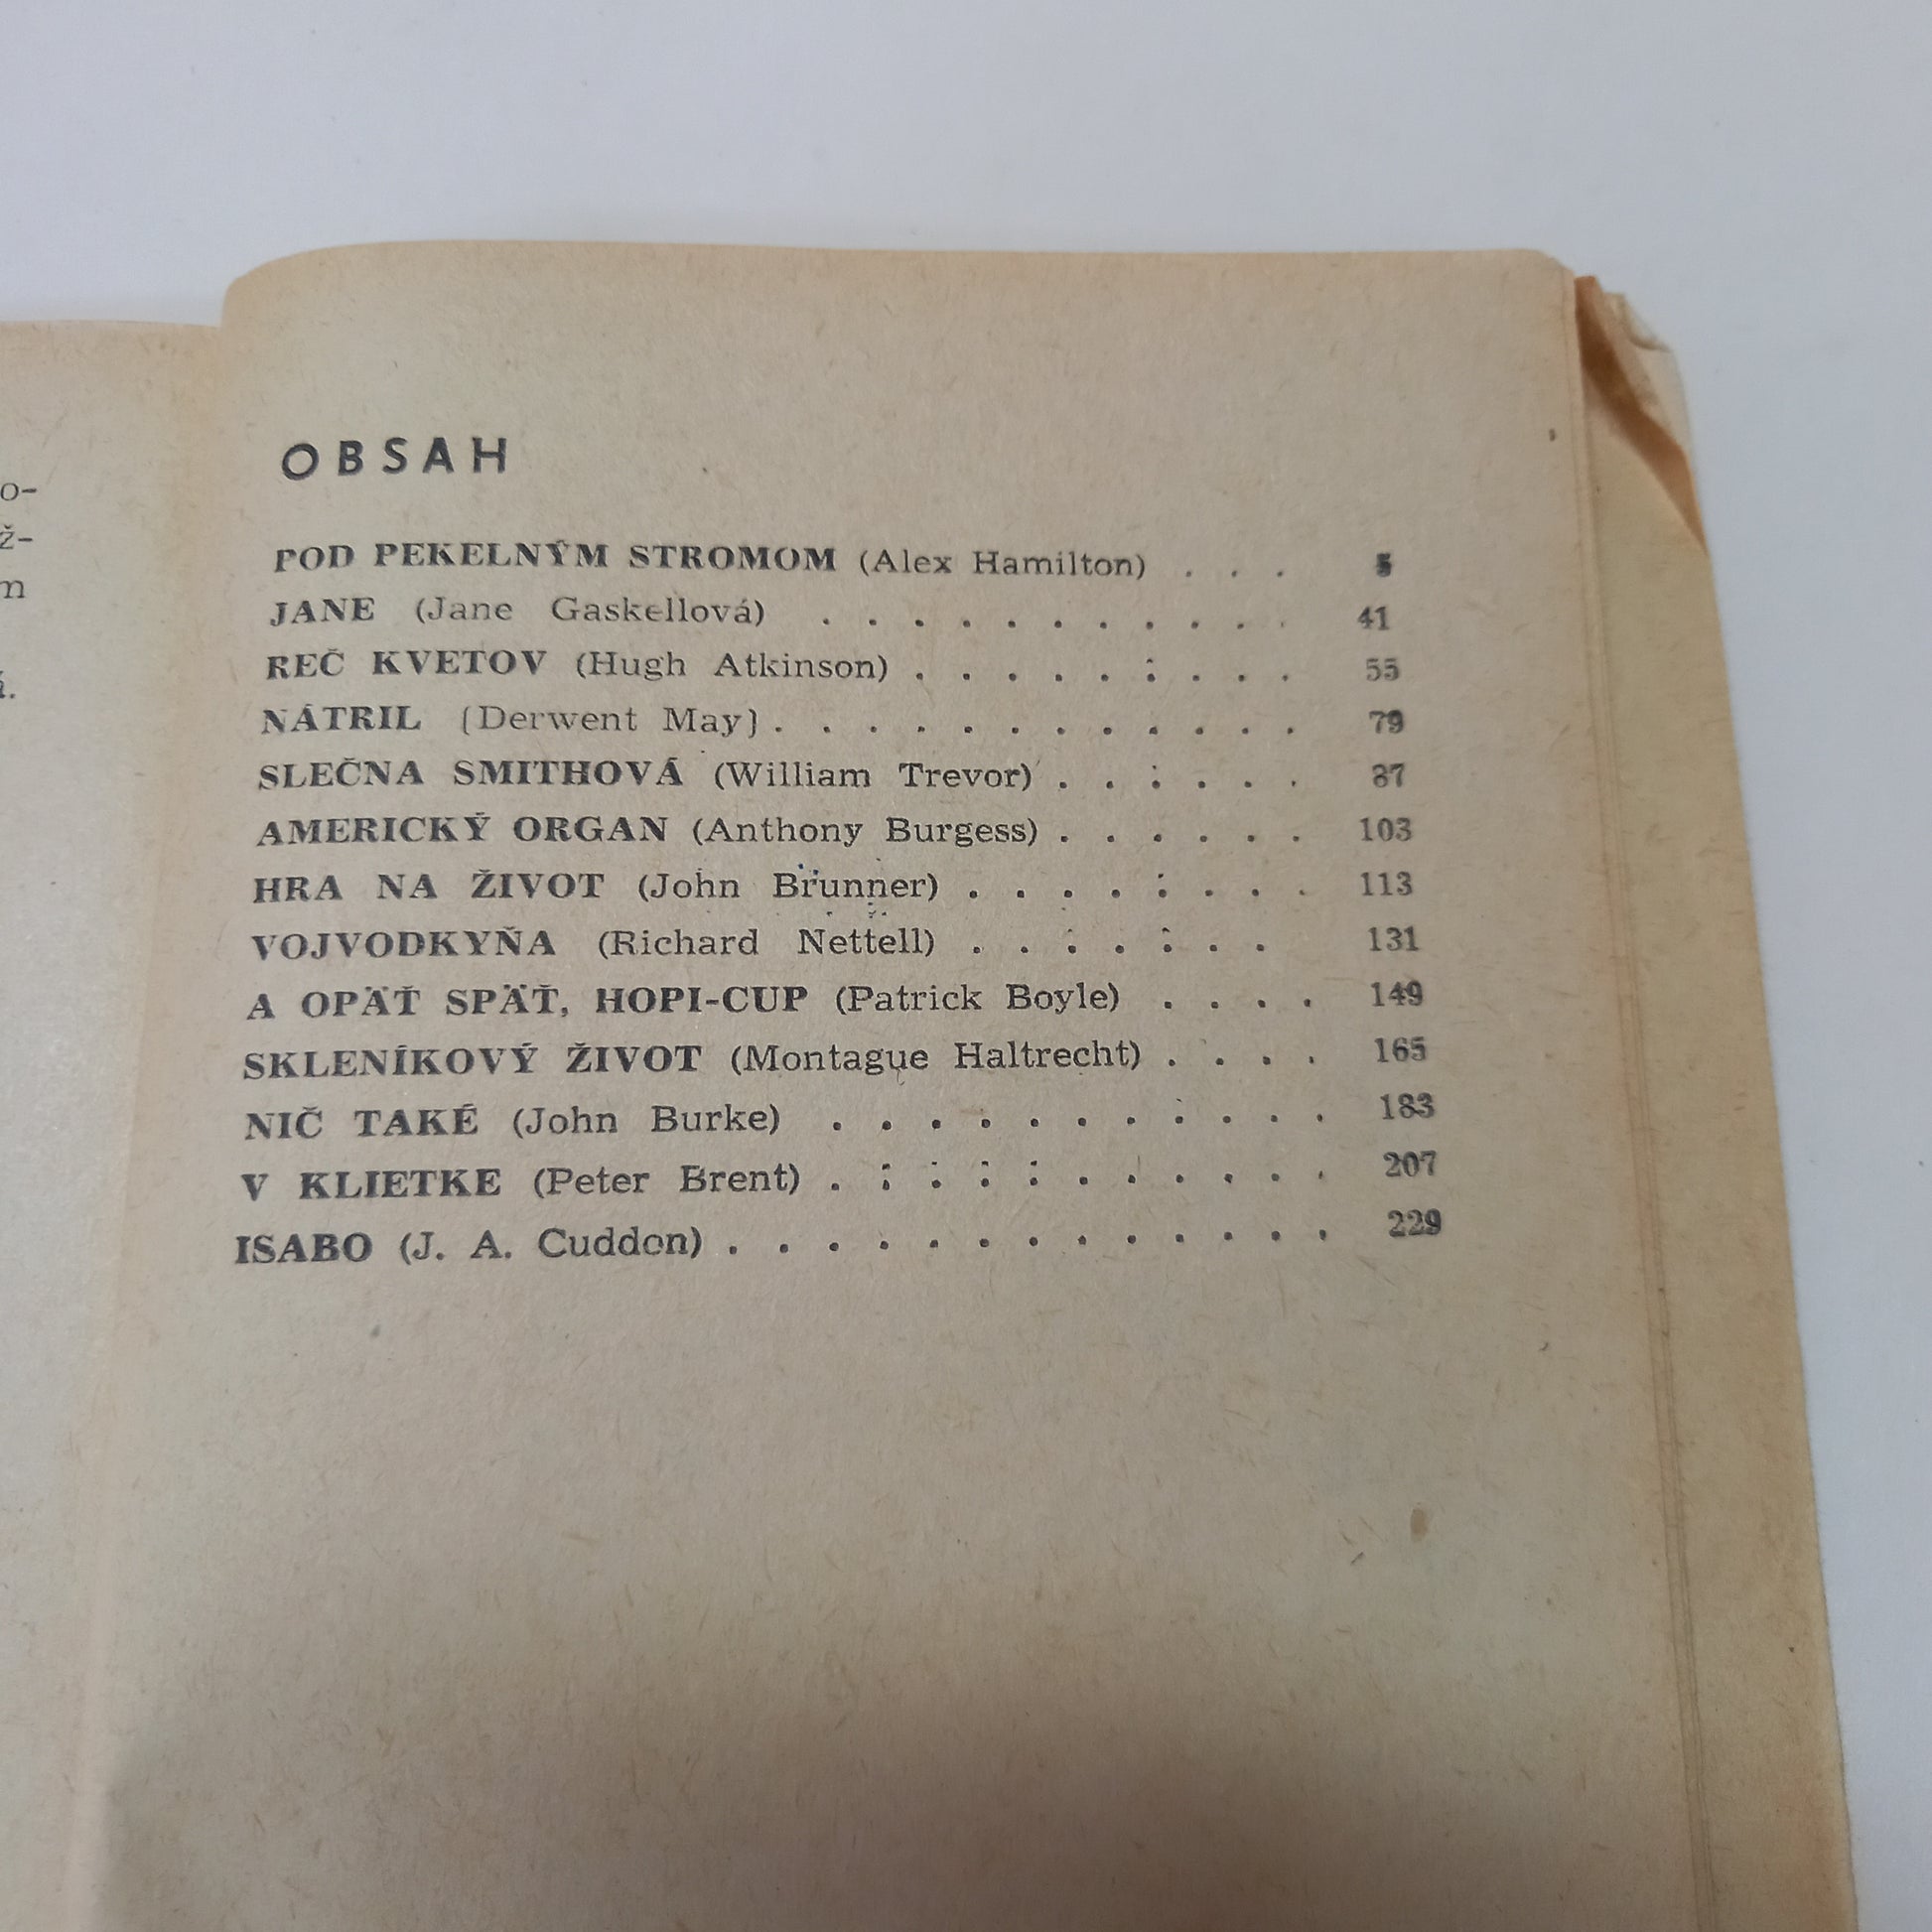 o-
ž-
m
á.
OBSAH
POD PEKELNÝM STROMOM (Alex Hamilton) . . . 5
JANE (Jane Gaskellová) . . . . . . . . . . . 41
REČ KVETOV (Hugh Atkinson) . . . . . . . . . 55
NÁTRIL (Derwent May) . . . . . . . . . . . . 79
SLEČNA SMITHOVÁ (William Trevor) . . . . . . 87
AMERICKÝ ORGAN (Anthony Burgess) . . . . . . 103
HRA NA ŽIVOT (John Brunner) . . . . . . . . 113
VOJVODKYŇA (Richard Nettell) . . . . . . . 131
A OPÄŤ SPÄŤ, HOPI-CUP (Patrick Boyle) . . . . 149
SKLENÍKOVÝ ŽIVOT (Montague Haltrecht) . . . . 165
NIČ TAKÉ (John Burke) . . . . . . . . . . . 183
V KLIETKE (Peter Brent) . . . . . . . . . . . 207
ISABO (J. A. Cuddon) . . . . . . . . . . . . . 229